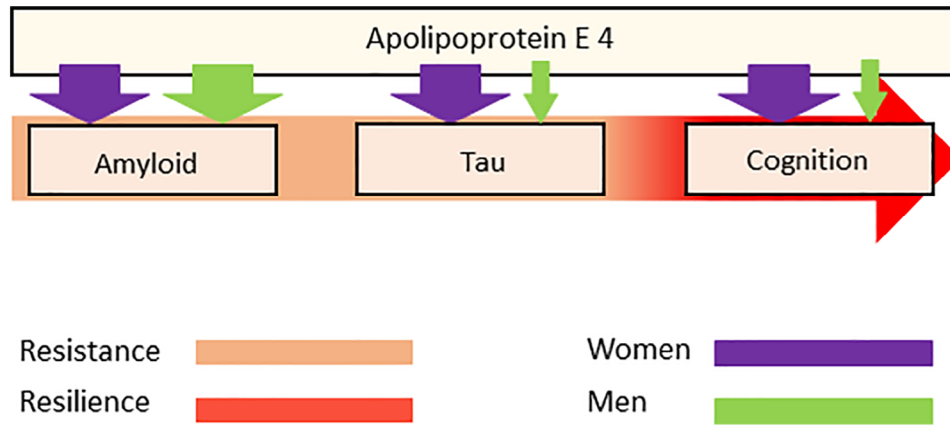 Apolipoprotein E 4
Amyloid
Tau
Cognition
Resistance
Resilience
Women
Men